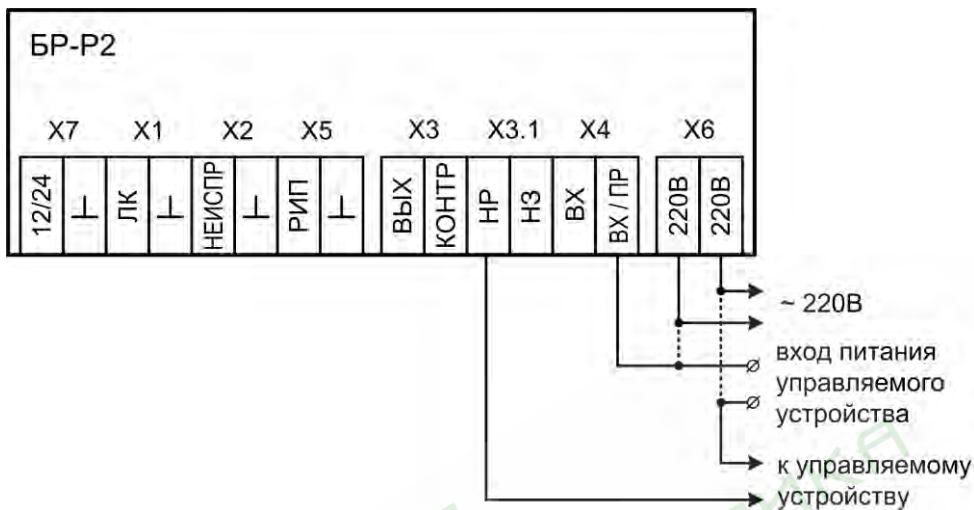 БР-Р2
X7 X1 X2 X5 X3 X3.1 X4 X6
12/24 ⊥ ЛК ⊥ НЕИСПР ⊥ РИП ⊥ ВЫХ КОНТР НР НЗ ВХ ВХ / ПР 220В 220В
~ 220В
вход питания
управляемого
устройства
к управляемому
устройству